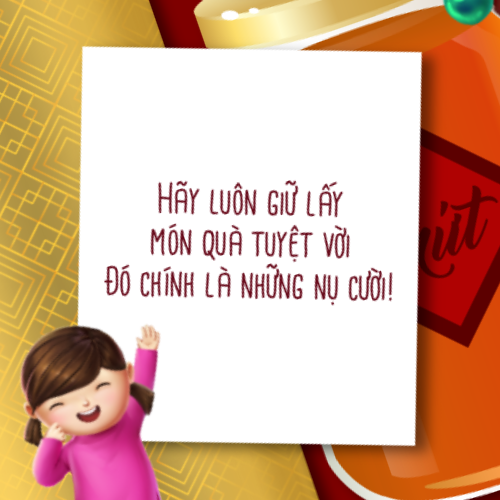 HÃY LUÔN GIỮ LẤY
MÓN QUÀ TUYỆT VỜI
ĐÓ CHÍNH LÀ NHỮNG NỤ CƯỜI!